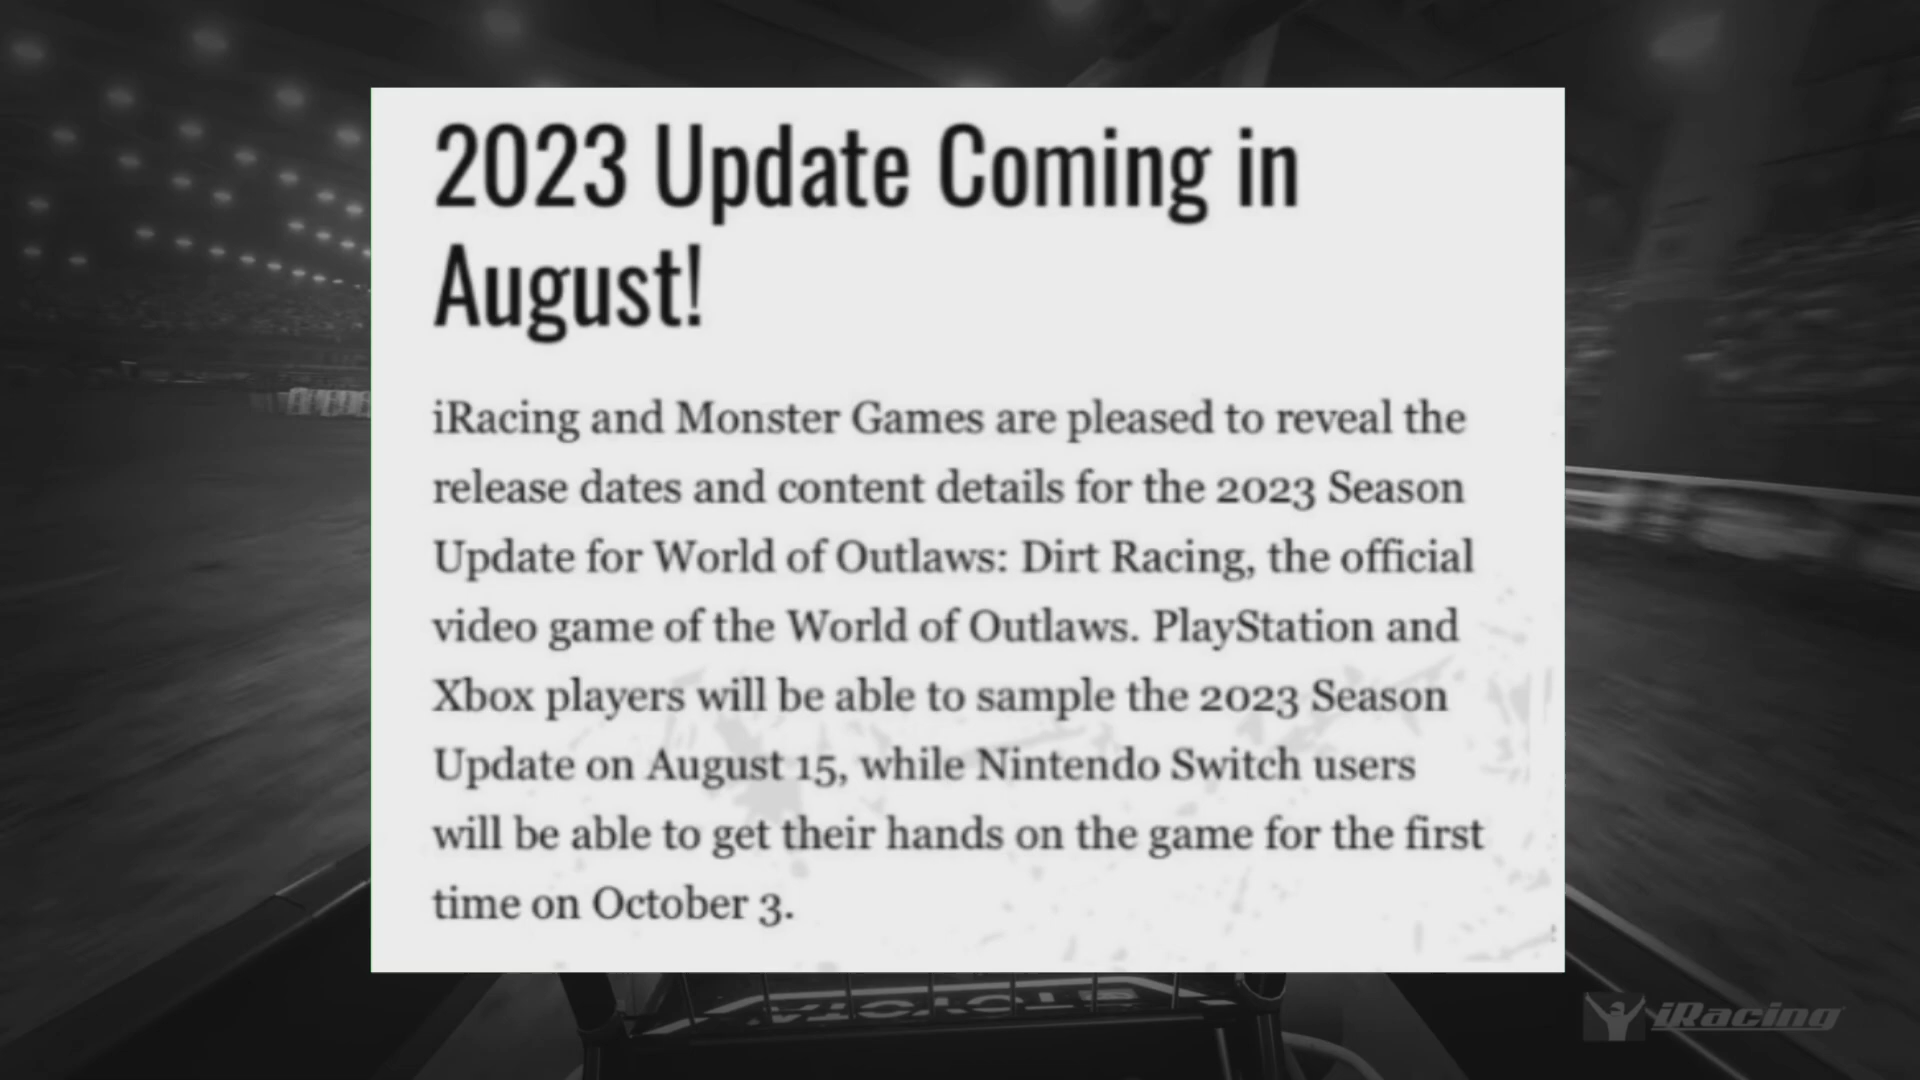 2023 Update Coming in
August!
iRacing and Monster Games are pleased to reveal the
release dates and content details for the 2023 Season
Update for World of Outlaws: Dirt Racing, the official
video game of the World of Outlaws. PlayStation and
Xbox players will be able to sample the 2023 Season
Update on August 15, while Nintendo Switch users
will be able to get their hands on the game for the first
time on October 3.
TOYOTA
iRacing